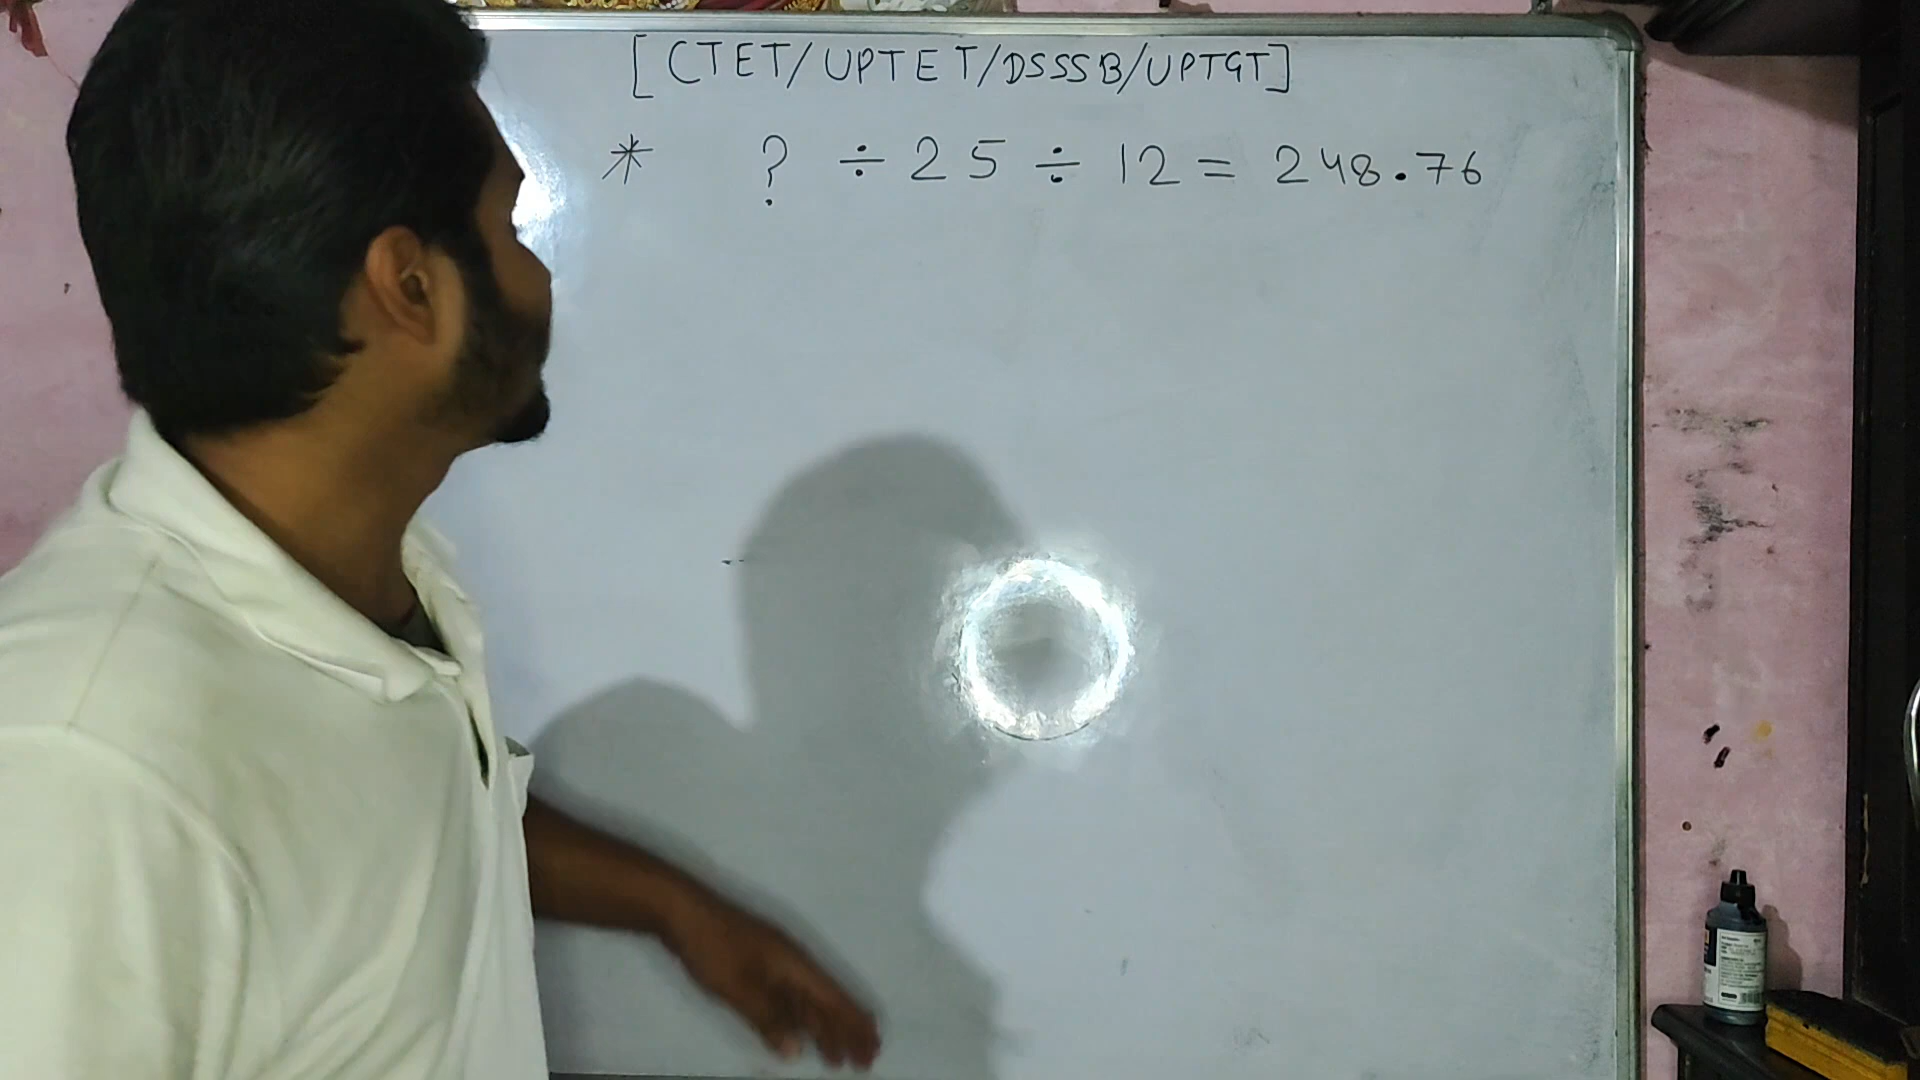 [CTET/UPTET/DSSSB/UPTGT]
* ? ÷ 25 ÷ 12 = 248.76